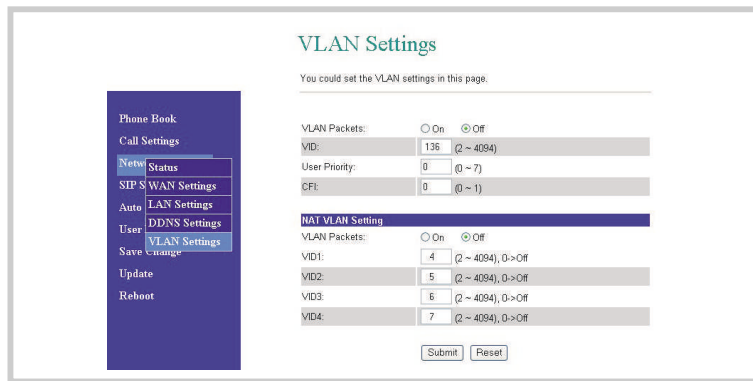 VLAN Settings
You could set the VLAN settings in this page.
Phone Book
Call Settings
Netw
Status
SIP S
WAN Settings
Auto
LAN Settings
DDNS Settings
User
VLAN Settings
Save Change
Update
Reboot
VLAN Packets: On Off
VID: 136 (2 ~ 4094)
User Priority: 0 (0 ~ 7)
CFI: 0 (0 ~ 1)
NAT VLAN Setting
VLAN Packets: On Off
VID1: 4 (2 ~ 4094), 0->Off
VID2: 5 (2 ~ 4094), 0->Off
VID3: 6 (2 ~ 4094), 0->Off
VID4: 7 (2 ~ 4094), 0->Off
Submit Reset